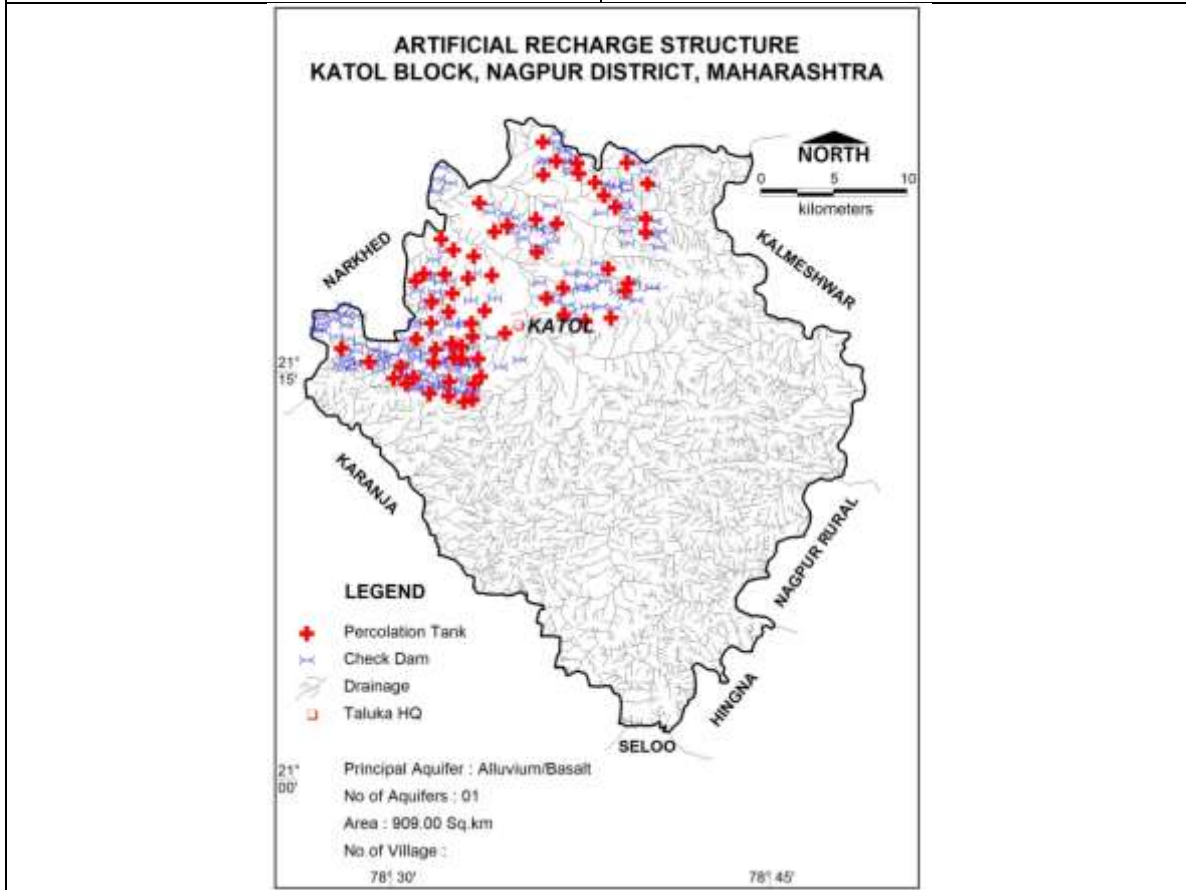 ARTIFICIAL RECHARGE STRUCTURE
KATOL BLOCK, NAGPUR DISTRICT, MAHARASHTRA
NORTH
0 5 10
kilometers
NARKHED
KALMESHWAR
KATOL
21°
15'
KARANJA
NAGPUR RURAL
HINGNA
SELOO
LEGEND
Percolation Tank
Check Dam
Drainage
Taluka HQ
21°
00'
Principal Aquifer : Alluvium/Basalt
No of Aquifers : 01
Area : 909.00 Sq.km
No.of Village :
78° 30' 78° 45'